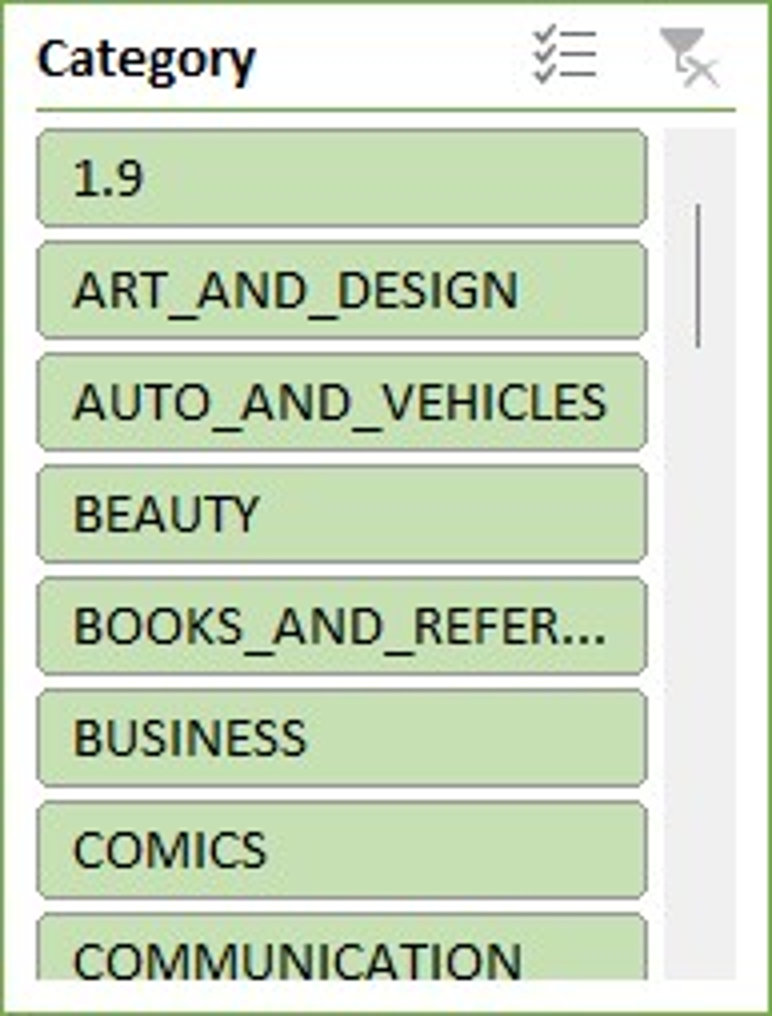 Category
1.9
ART_AND_DESIGN
AUTO_AND_VEHICLES
BEAUTY
BOOKS_AND_REFER...
BUSINESS
COMICS
COMMUNICATION